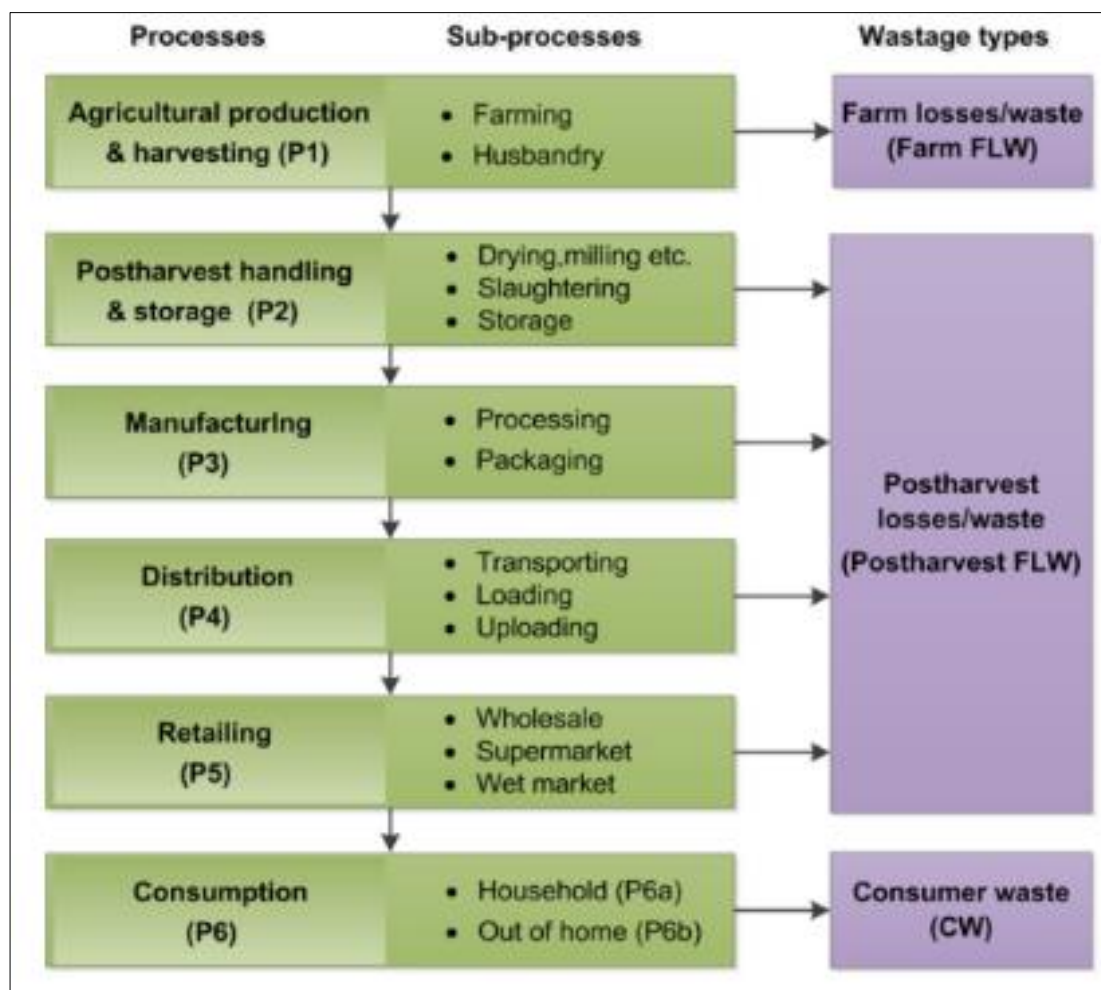 Processes
Sub-processes
Wastage types
Agricultural production
& harvesting (P1)
• Farming
• Husbandry
Farm losses/waste
(Farm FLW)
Postharvest handling
& storage (P2)
• Drying,milling etc.
• Slaughtering
• Storage
Manufacturing
(P3)
• Processing
• Packaging
Postharvest
losses/waste
(Postharvest FLW)
Distribution
(P4)
• Transporting
• Loading
• Uploading
Retailing
(P5)
• Wholesale
• Supermarket
• Wet market
Consumption
(P6)
• Household (P6a)
• Out of home (P6b)
Consumer waste
(CW)